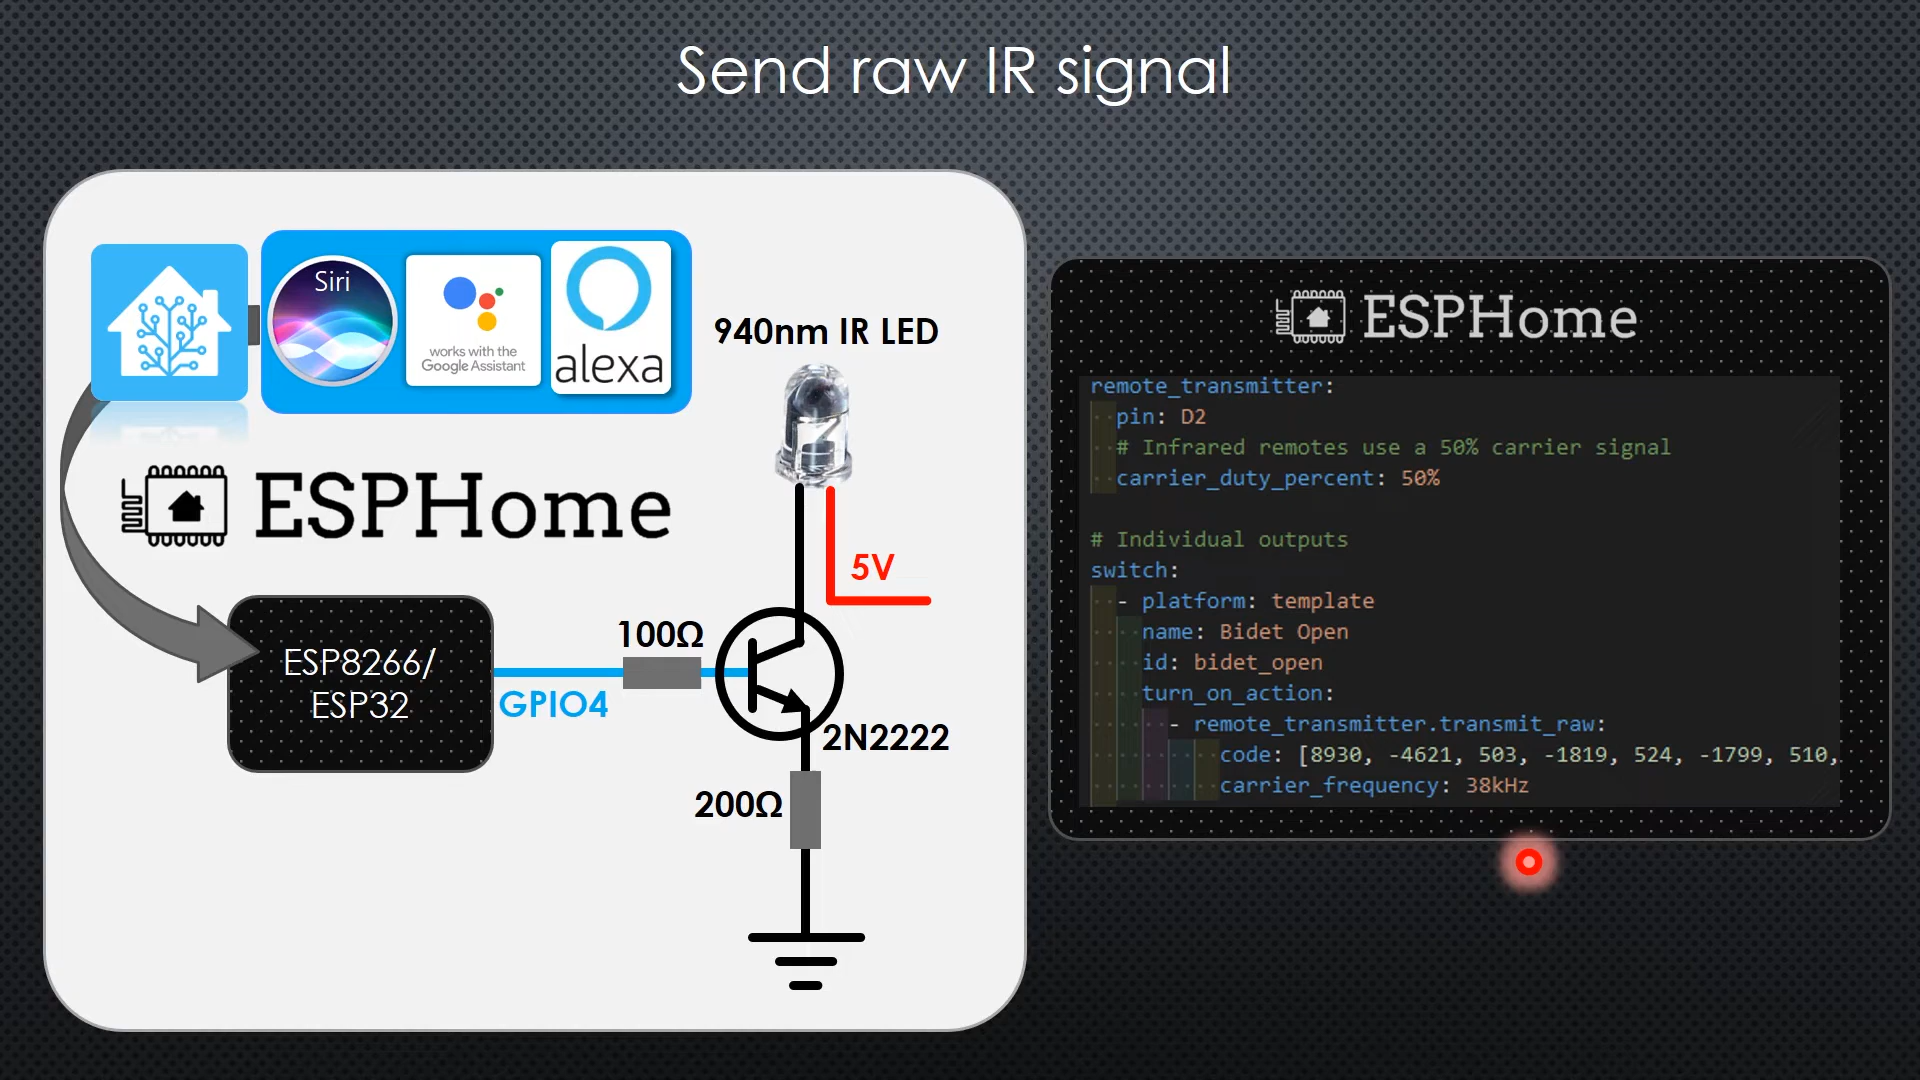 Send raw IR signal
Siri
works with the
Google Assistant
alexa
940nm IR LED
ESPHome
5V
100Ω
ESP8266/
ESP32
GPIO4
2N2222
200Ω
ESPHome
remote_transmitter:
pin: D2
# Infrared remotes use a 50% carrier signal
carrier_duty_percent: 50%
# Individual outputs
switch:
- platform: template
name: Bidet Open
id: bidet_open
turn_on_action:
- remote_transmitter.transmit_raw:
code: [8930, -4621, 503, -1819, 524, -1799, 510,
carrier_frequency: 38kHz